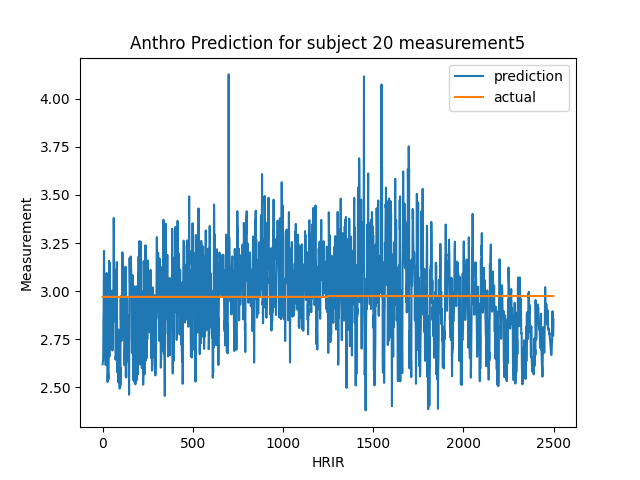 Anthro Prediction for subject 20 measurement5
prediction
actual
4.00
3.75
3.50
3.25
3.00
2.75
2.50
Measurement
0
500
1000
1500
2000
2500
HRIR